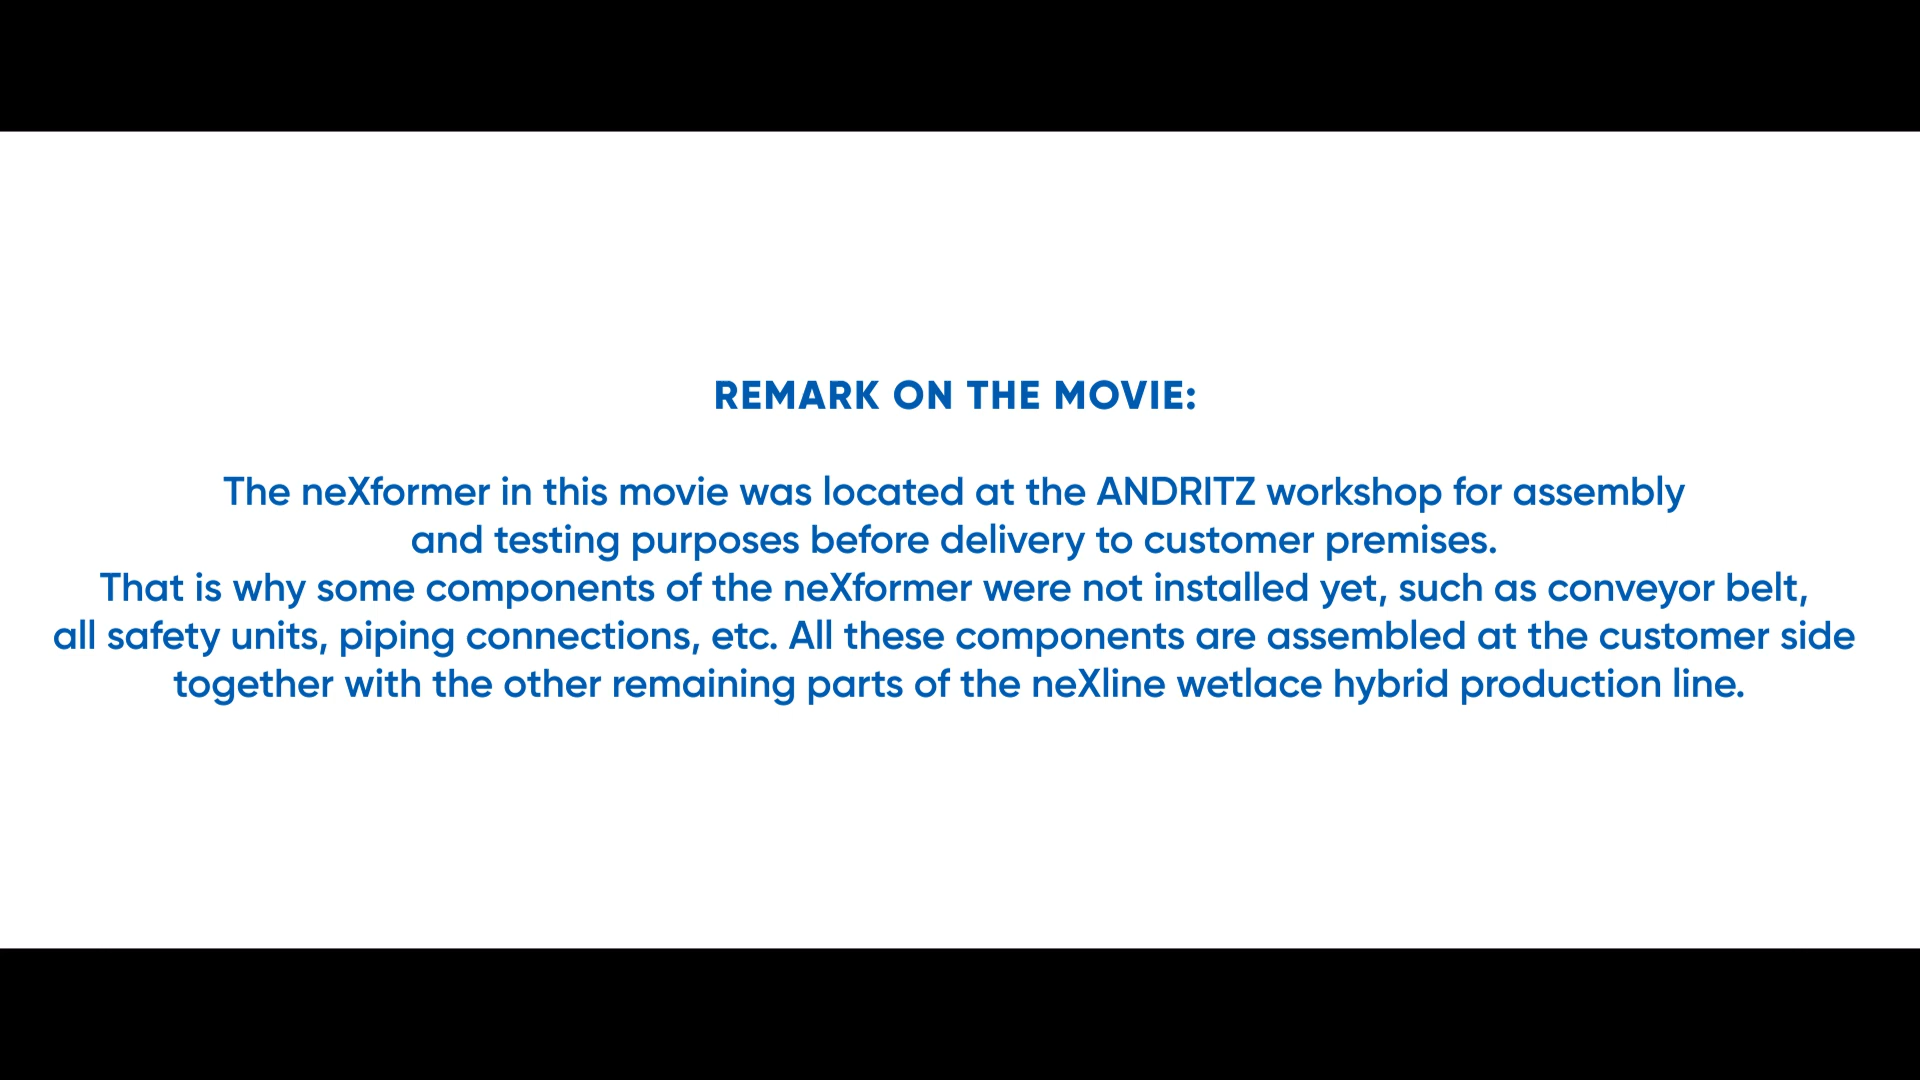 REMARK ON THE MOVIE:
The neXformer in this movie was located at the ANDRITZ workshop for assembly
and testing purposes before delivery to customer premises.
That is why some components of the neXformer were not installed yet, such as conveyor belt,
all safety units, piping connections, etc. All these components are assembled at the customer side
together with the other remaining parts of the neXline wetlace hybrid production line.